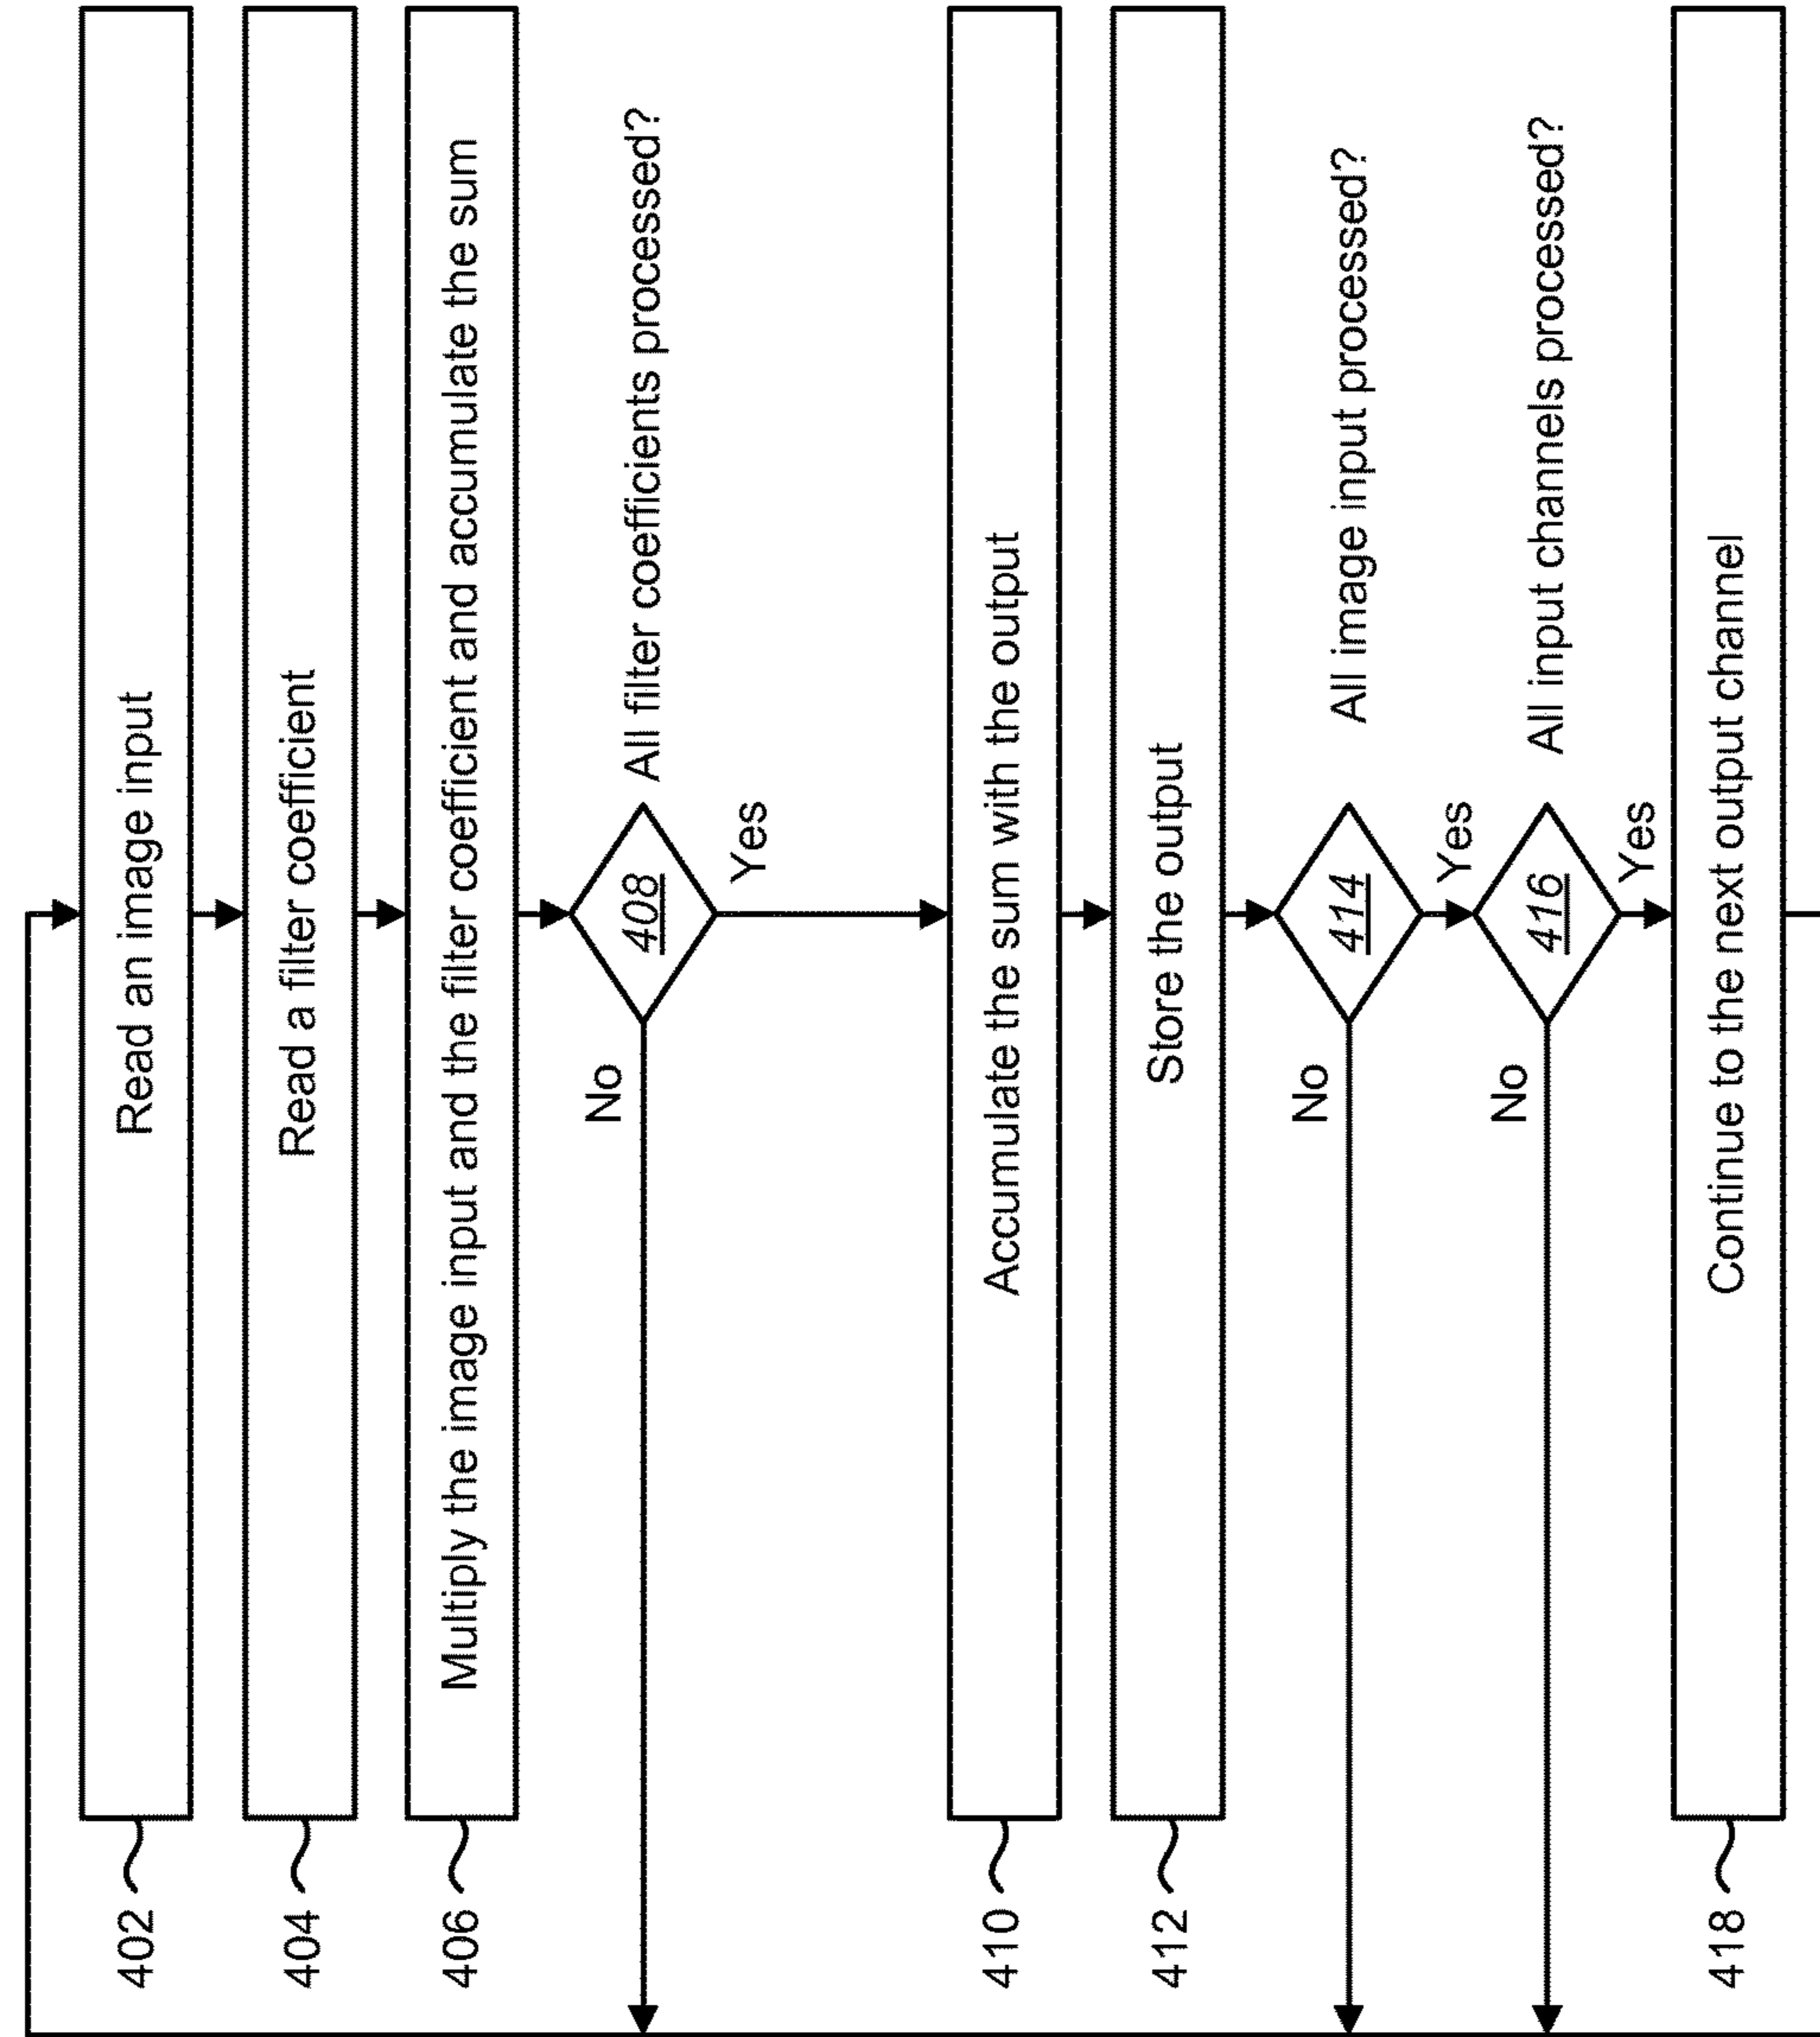 402
Read an image input
404
Read a filter coefficient
406
Multiply the image input and the filter coefficient and accumulate the sum
408
All filter coefficients processed?
No
Yes
410
Accumulate the sum with the output
412
Store the output
414
All image input processed?
No
Yes
416
All input channels processed?
No
Yes
418
Continue to the next output channel